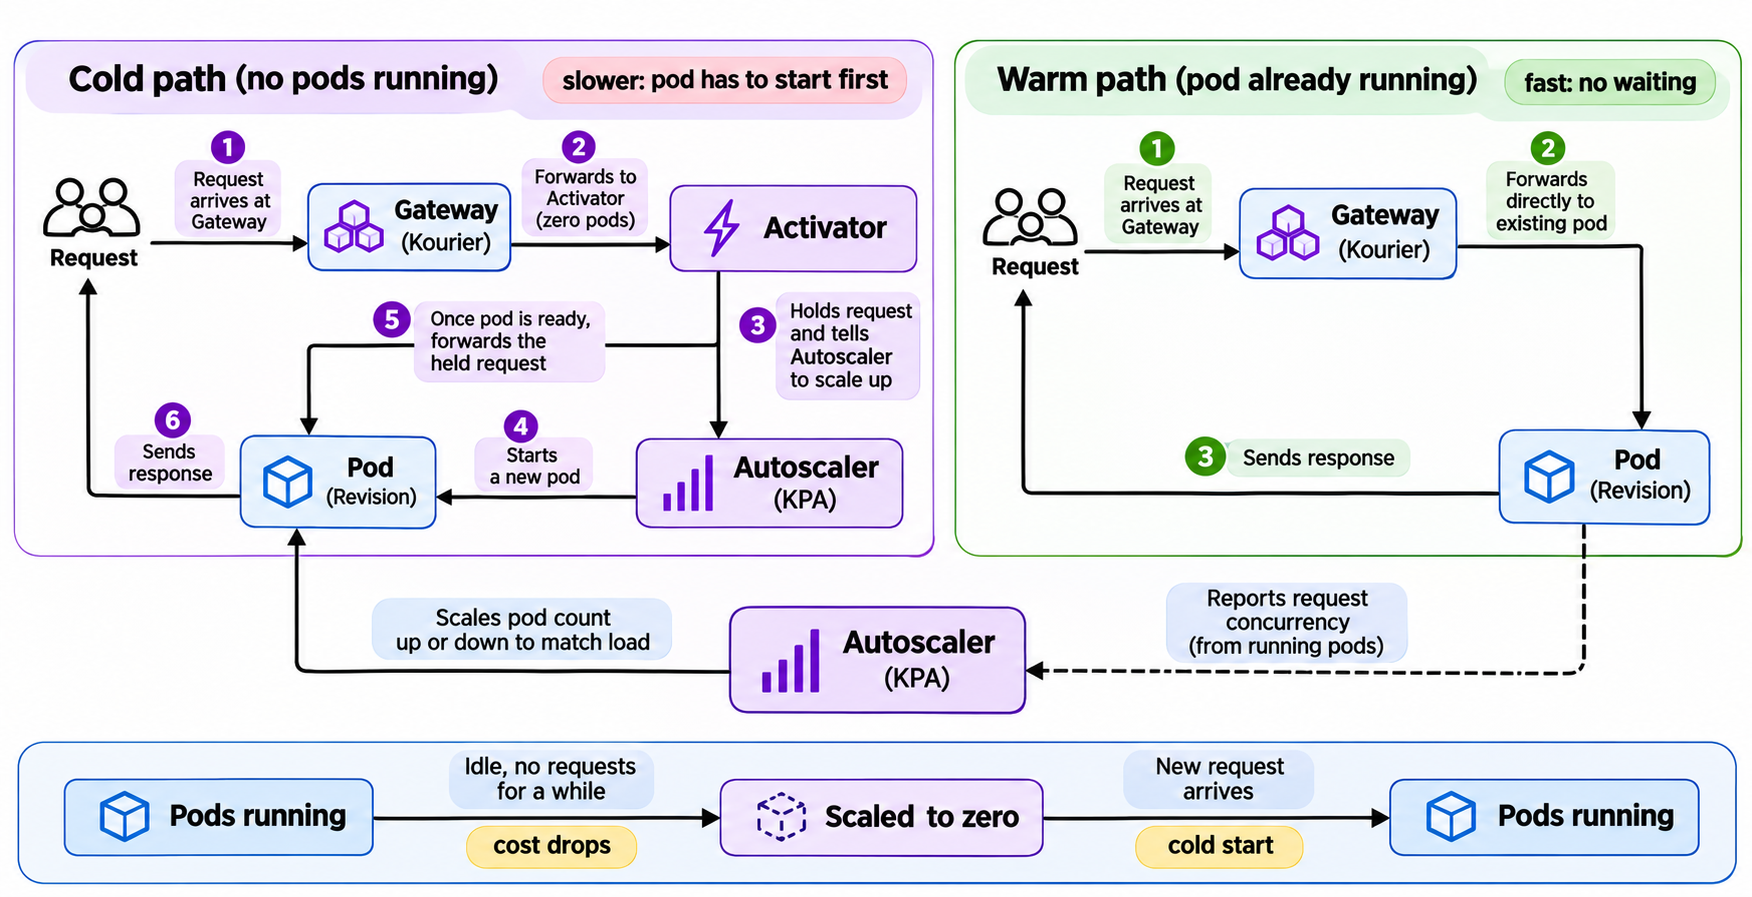 Cold path (no pods running)
slower: pod has to start first
1
Request
arrives at
Gateway
2
Forwards to
Activator
(zero pods)
Request
Gateway
(Kourier)
Activator
5
Once pod is ready,
forwards the
held request
3
Holds request
and tells
Autoscaler
to scale up
6
Sends
response
4
Starts
a new pod
Pod
(Revision)
Autoscaler
(KPA)
Warm path (pod already running)
fast: no waiting
1
Request
arrives at
Gateway
2
Forwards
directly to
existing pod
Request
Gateway
(Kourier)
3
Sends response
Pod
(Revision)
Scales pod count
up or down to match load
Autoscaler
(KPA)
Reports request
concurrency
(from running pods)
Pods running
Idle, no requests
for a while
cost drops
Scaled to zero
New request
arrives
cold start
Pods running